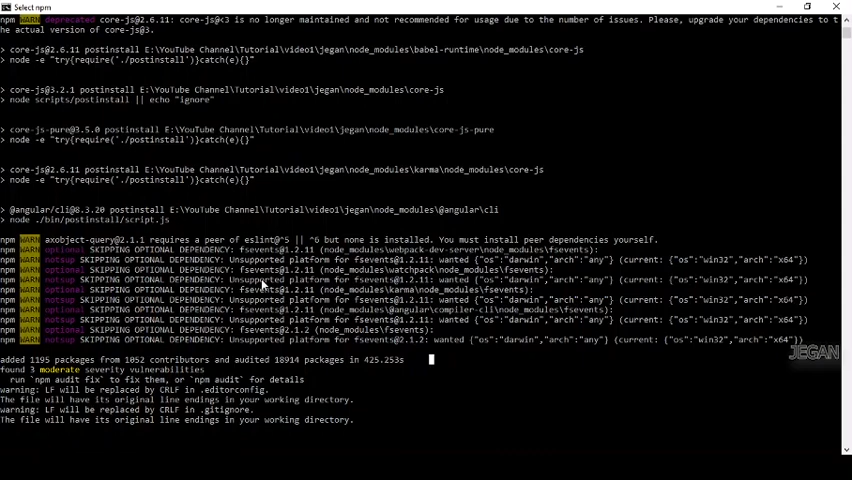 Select npm
npm WARN deprecated core-js@2.6.11: core-js@<3 is no longer maintained and not recommended for usage due to the number of issues. Please, upgrade your dependencies to t
he actual version of core-js@3.
> core-js@2.6.11 postinstall E:\YouTube Channel\Tutorial\video1\jegan\node_modules\babel-runtime\node_modules\core-js
> node -e "try{require('./postinstall')}catch(e){}"
> core-js@3.2.1 postinstall E:\YouTube Channel\Tutorial\video1\jegan\node_modules\core-js
> node scripts/postinstall || echo "ignore"
> core-js-pure@3.5.0 postinstall E:\YouTube Channel\Tutorial\video1\jegan\node_modules\core-js-pure
> node -e "try{require('./postinstall')}catch(e){}"
> core-js@2.6.11 postinstall E:\YouTube Channel\Tutorial\video1\jegan\node_modules\karma\node_modules\core-js
> node -e "try{require('./postinstall')}catch(e){}"
> @angular/cli@8.3.20 postinstall E:\YouTube Channel\Tutorial\video1\jegan\node_modules\@angular\cli
> node ./bin/postinstall/script.js
npm WARN axobject-query@2.1.1 requires a peer of eslint@^5 || ^6 but none is installed. You must install peer dependencies yourself.
npm WARN optional SKIPPING OPTIONAL DEPENDENCY: fsevents@1.2.11 (node_modules\webpack-dev-server\node_modules\fsevents):
npm WARN notsup SKIPPING OPTIONAL DEPENDENCY: Unsupported platform for fsevents@1.2.11: wanted {"os":"darwin","arch":"any"} (current: {"os":"win32","arch":"x64"})
npm WARN optional SKIPPING OPTIONAL DEPENDENCY: fsevents@1.2.11 (node_modules\watchpack\node_modules\fsevents):
npm WARN notsup SKIPPING OPTIONAL DEPENDENCY: Unsupported platform for fsevents@1.2.11: wanted {"os":"darwin","arch":"any"} (current: {"os":"win32","arch":"x64"})
npm WARN optional SKIPPING OPTIONAL DEPENDENCY: fsevents@1.2.11 (node_modules\karma\node_modules\fsevents):
npm WARN notsup SKIPPING OPTIONAL DEPENDENCY: Unsupported platform for fsevents@1.2.11: wanted {"os":"darwin","arch":"any"} (current: {"os":"win32","arch":"x64"})
npm WARN optional SKIPPING OPTIONAL DEPENDENCY: fsevents@1.2.11 (node_modules\@angular\compiler-cli\node_modules\fsevents):
npm WARN notsup SKIPPING OPTIONAL DEPENDENCY: Unsupported platform for fsevents@1.2.11: wanted {"os":"darwin","arch":"any"} (current: {"os":"win32","arch":"x64"})
npm WARN optional SKIPPING OPTIONAL DEPENDENCY: fsevents@2.1.2 (node_modules\fsevents):
npm WARN notsup SKIPPING OPTIONAL DEPENDENCY: Unsupported platform for fsevents@2.1.2: wanted {"os":"darwin","arch":"any"} (current: {"os":"win32","arch":"x64"})
added 1195 packages from 1052 contributors and audited 18914 packages in 425.253s
JEGAN
found 3 moderate severity vulnerabilities
run `npm audit fix` to fix them, or `npm audit` for details
warning: LF will be replaced by CRLF in .editorconfig.
The file will have its original line endings in your working directory.
warning: LF will be replaced by CRLF in .gitignore.
The file will have its original line endings in your working directory.